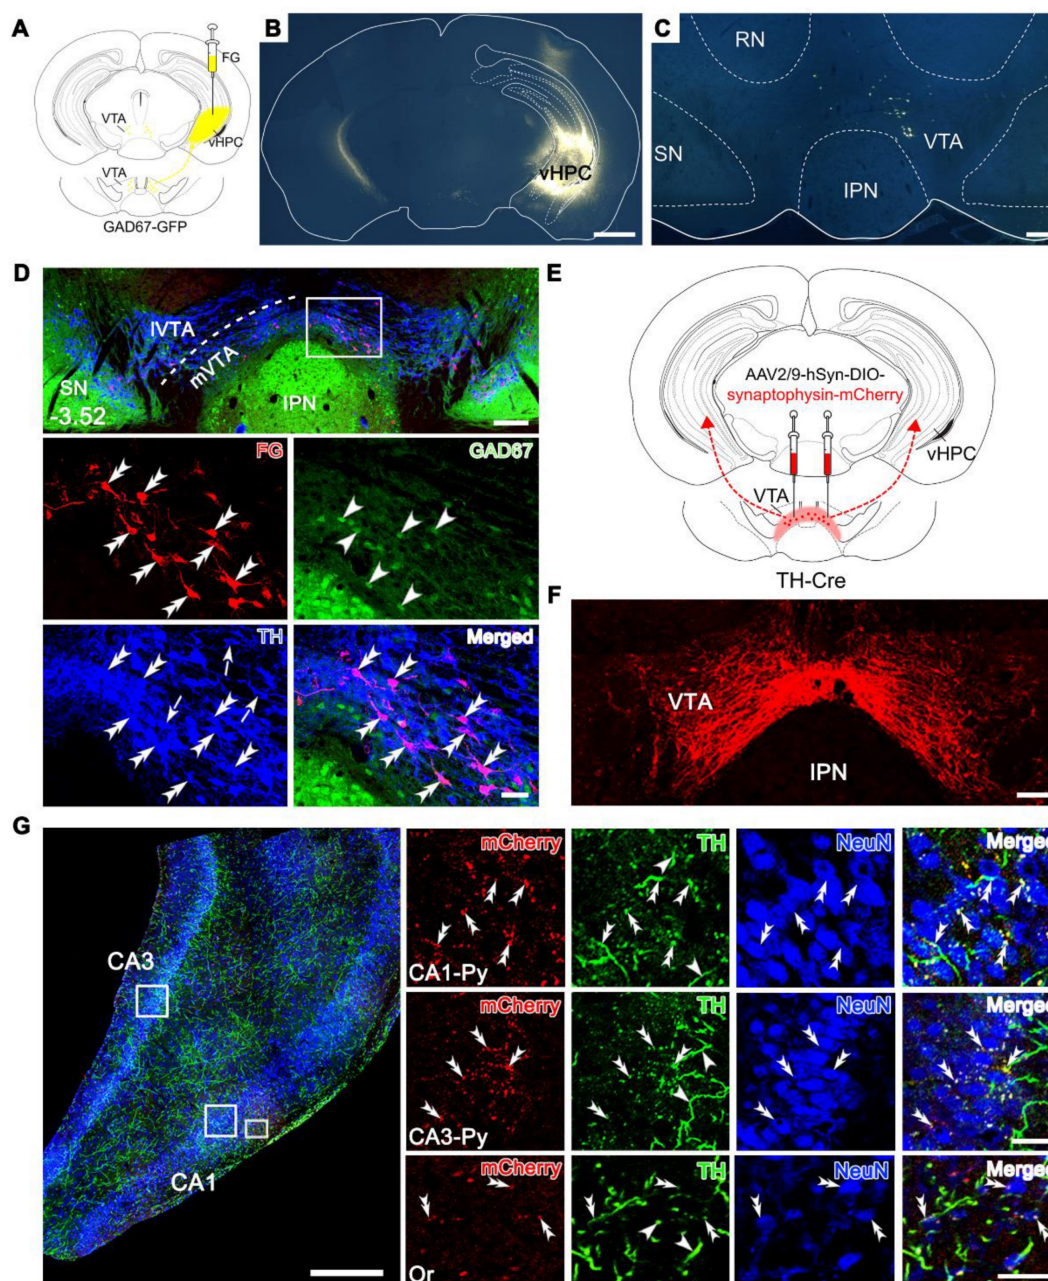 A
FG
VTA
vHPC
VTA
GAD67-GFP
B
vHPC
C
RN
SN
VTA
IPN
D
lVTA
mVTA
SN
-3.52
IPN
FG
GAD67
TH
Merged
E
AAV2/9-hSyn-DIO-
synaptophysin-mCherry
vHPC
VTA
TH-Cre
F
VTA
IPN
G
CA3
CA1
mCherry
TH
NeuN
Merged
CA1-Py
mCherry
TH
NeuN
Merged
CA3-Py
mCherry
TH
NeuN
Merged
Or